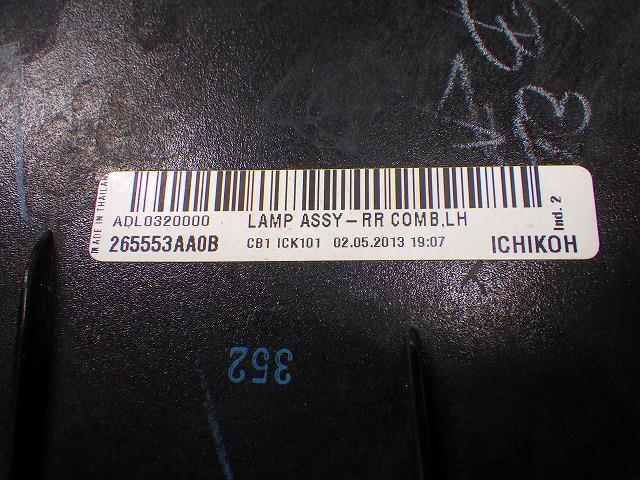 MADE IN THAILAND
ADL0320000 LAMP ASSY-RR COMB,LH
265553AA0B CB1 ICK101 02.05.2013 19:07 ICHIKOH
Ind. 2
352